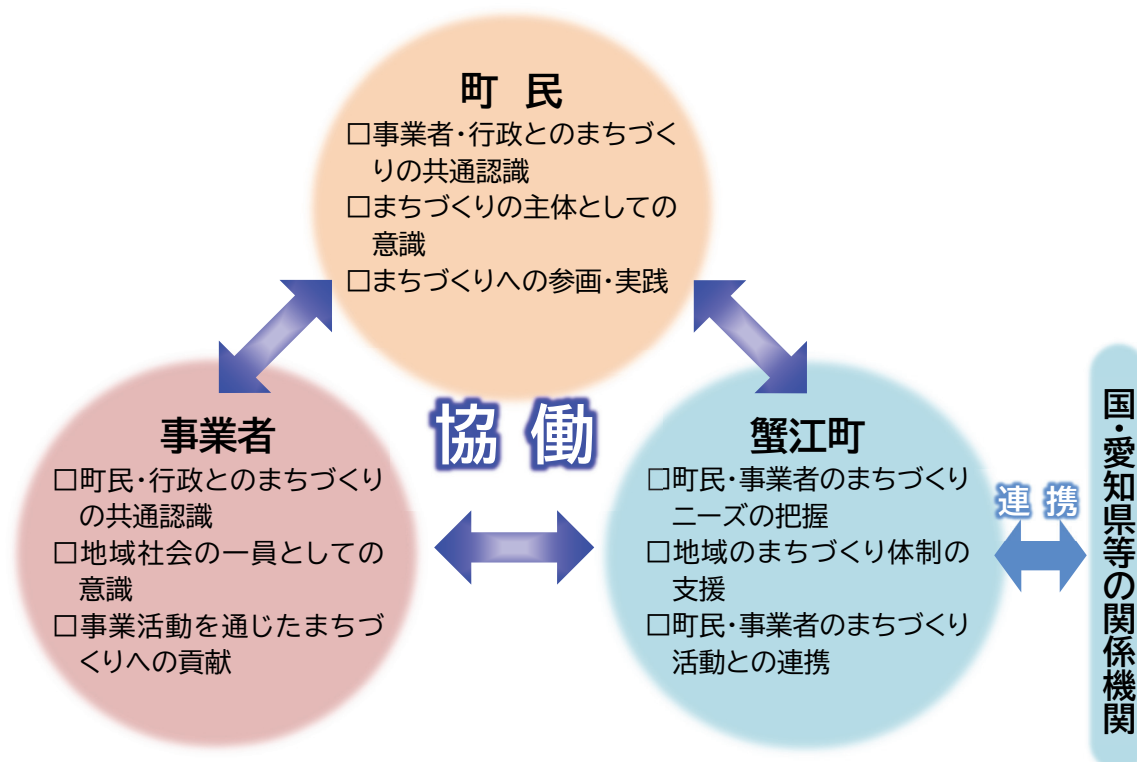 町 民
□事業者・行政とのまちづく
りの共通認識
□まちづくりの主体としての
意識
□まちづくりへの参画・実践
協 働
事業者
□町民・行政とのまちづくり
の共通認識
□地域社会の一員としての
意識
□事業活動を通じたまちづ
くりへの貢献
蟹江町
□町民・事業者のまちづくり
ニーズの把握
□地域のまちづくり体制の
支援
□町民・事業者のまちづくり
活動との連携
連 携
国・愛知県等の関係機関